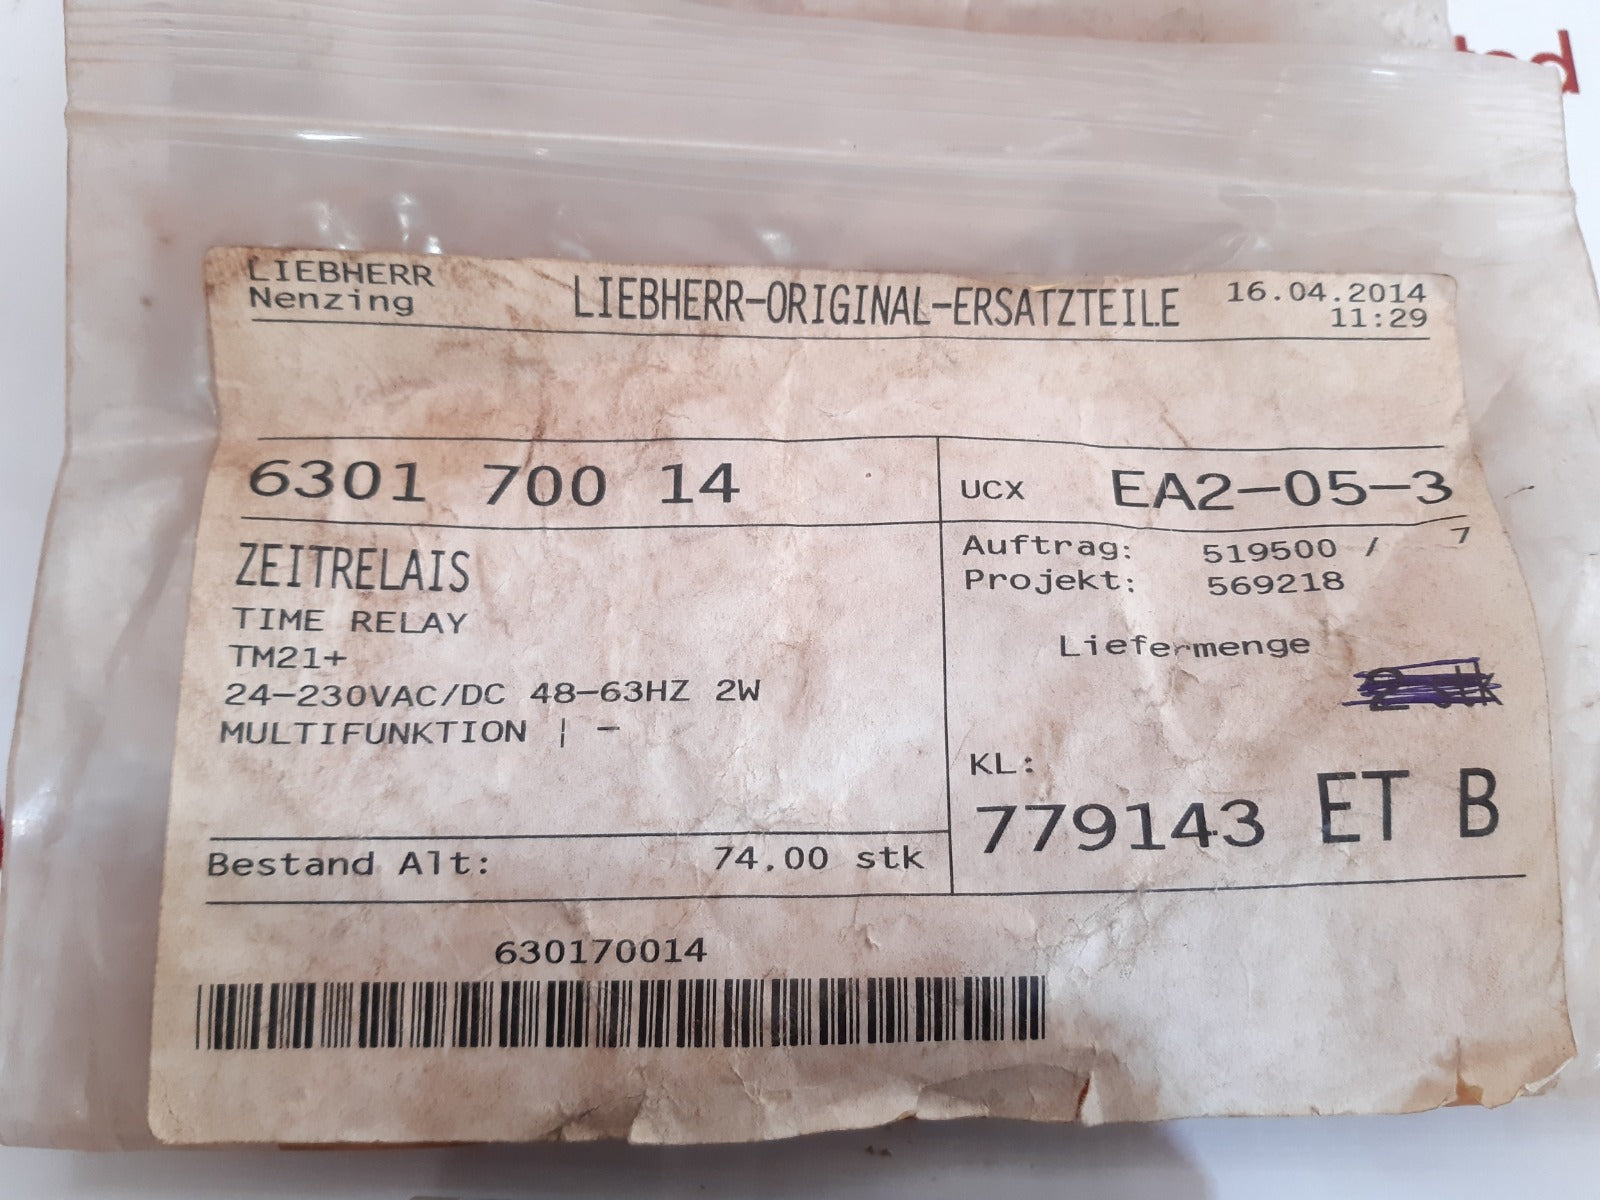 LIEBHERR
Nenzing
LIEBHERR-ORIGINAL-ERSATZTEILE
16.04.2014
11:29
6301 700 14
UCX EA2-05-3
ZEITRELAIS
TIME RELAY
TM21+
24-230VAC/DC 48-63HZ 2W
MULTIFUNKTION ¦ -
Auftrag: 519500 / 7
Projekt: 569218
Liefermenge
KL:
779143 ET B
Bestand Alt: 74.00 stk
630170014